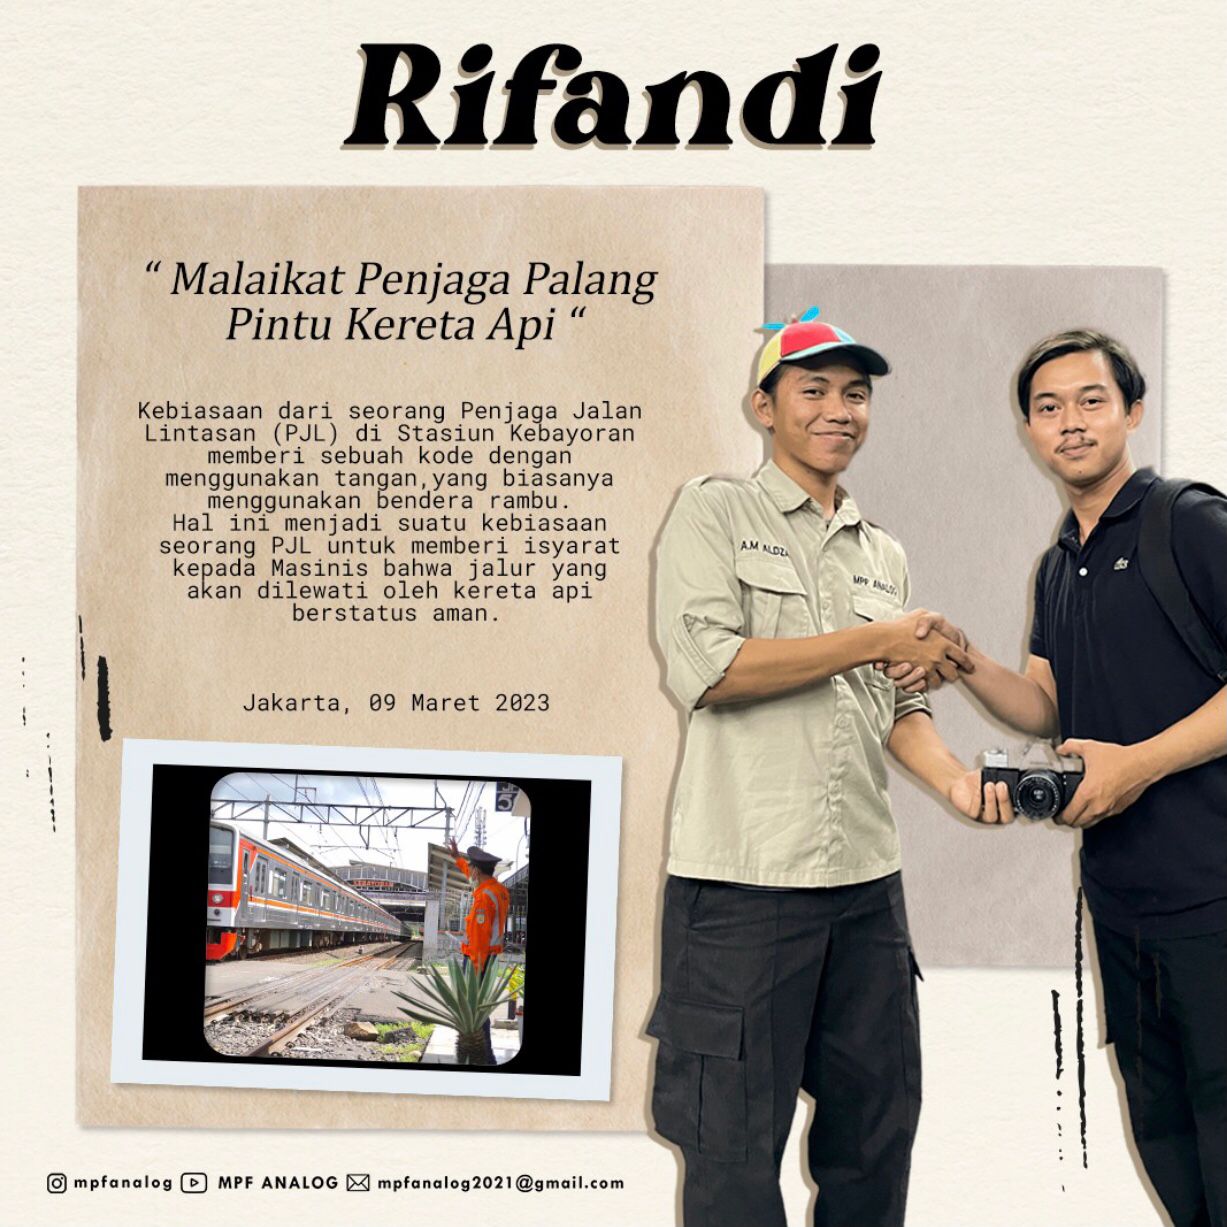 Rifandi
“ Malaikat Penjaga Palang
Pintu Kereta Api “
Kebiasaan dari seorang Penjaga Jalan
Lintasan (PJL) di Stasiun Kebayoran
memberi sebuah kode dengan
menggunakan tangan,yang biasanya
menggunakan bendera rambu.
Hal ini menjadi suatu kebiasaan
seorang PJL untuk memberi isyarat
kepada Masinis bahwa jalur yang
akan dilewati oleh kereta api
berstatus aman.
Jakarta, 09 Maret 2023
A.M ALDZA
MPF ANALOG
mpfanalog MPF ANALOG mpfanalog2021@gmail.com